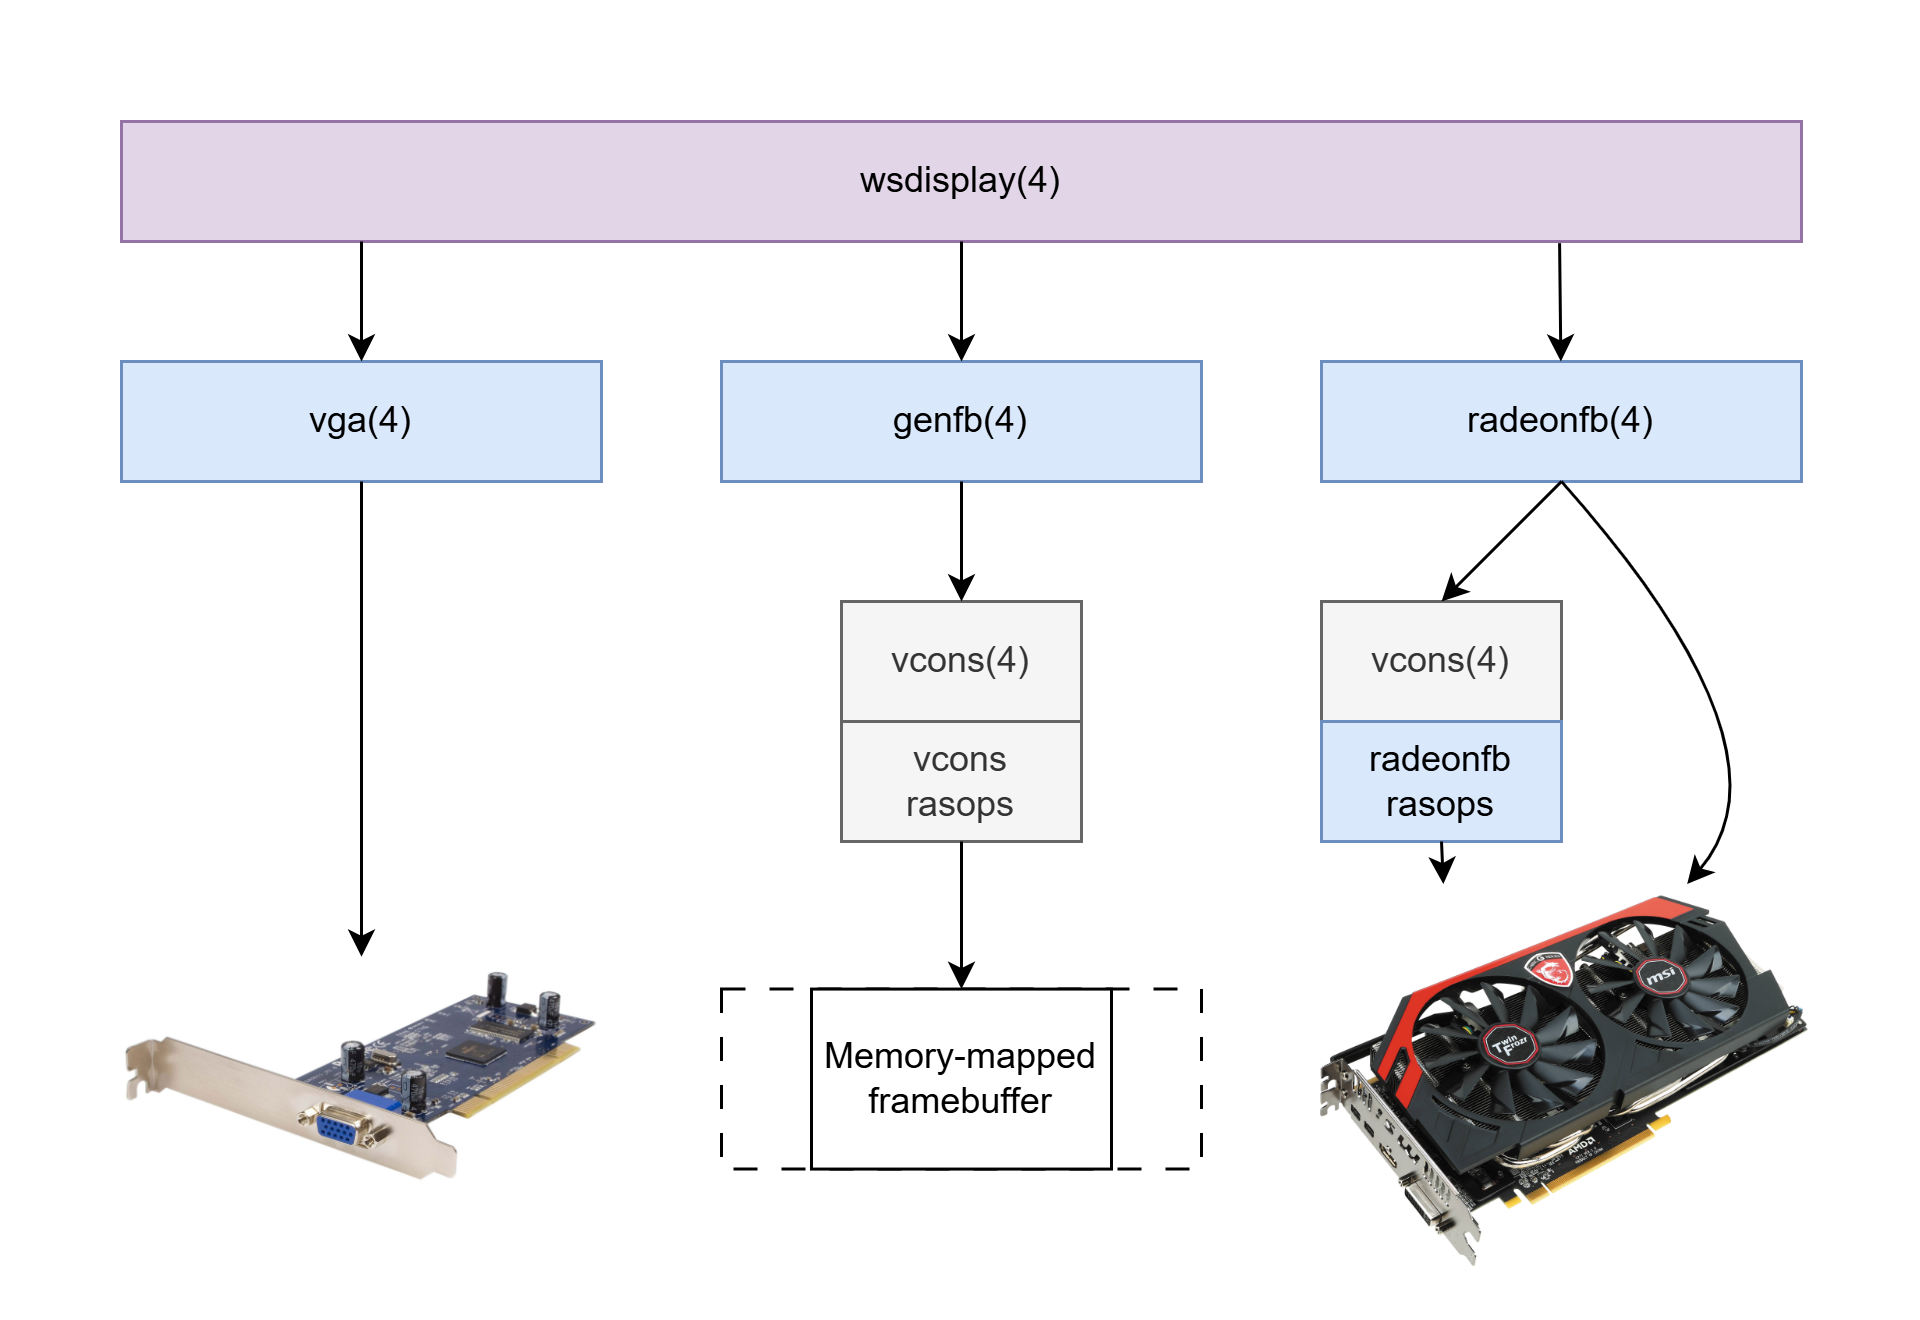 wsdisplay(4)
vga(4)
genfb(4)
radeonfb(4)
vcons(4)
vcons
rasops
vcons(4)
radeonfb
rasops
Memory-mapped
framebuffer
msi
Twin
Frozr
AMD